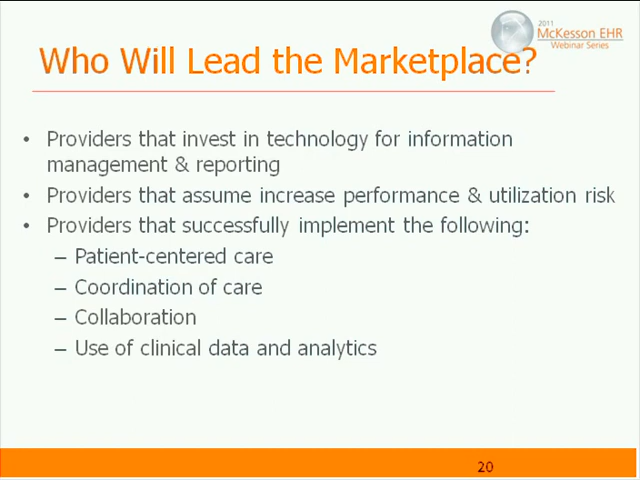 2011
McKesson EHR
Webinar Series
Who Will Lead the Marketplace?
• Providers that invest in technology for information
management & reporting
• Providers that assume increase performance & utilization risk
• Providers that successfully implement the following:
– Patient-centered care
– Coordination of care
– Collaboration
– Use of clinical data and analytics
20